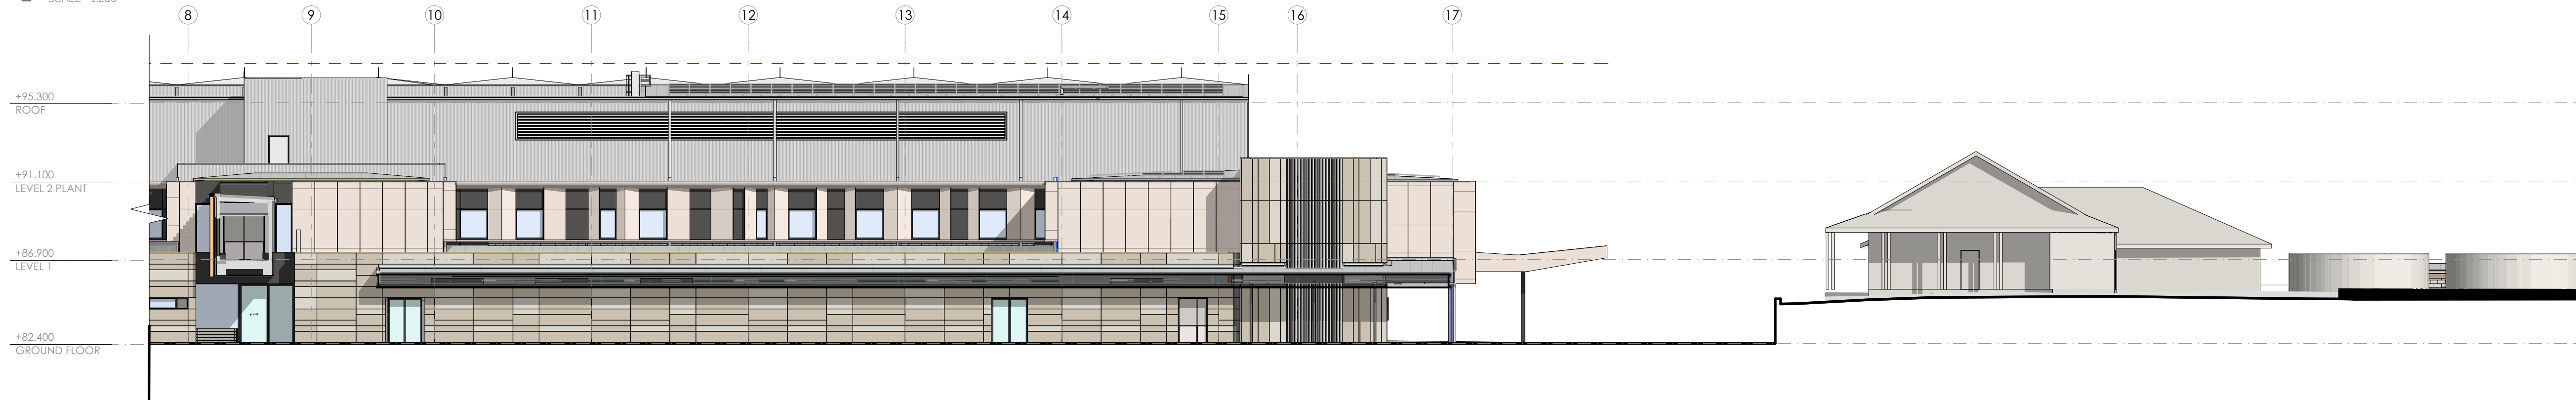 8 9 10 11 12 13 14 15 16 17
+95.300
ROOF
+91.100
LEVEL 2 PLANT
+86.900
LEVEL 1
+82.400
GROUND FLOOR